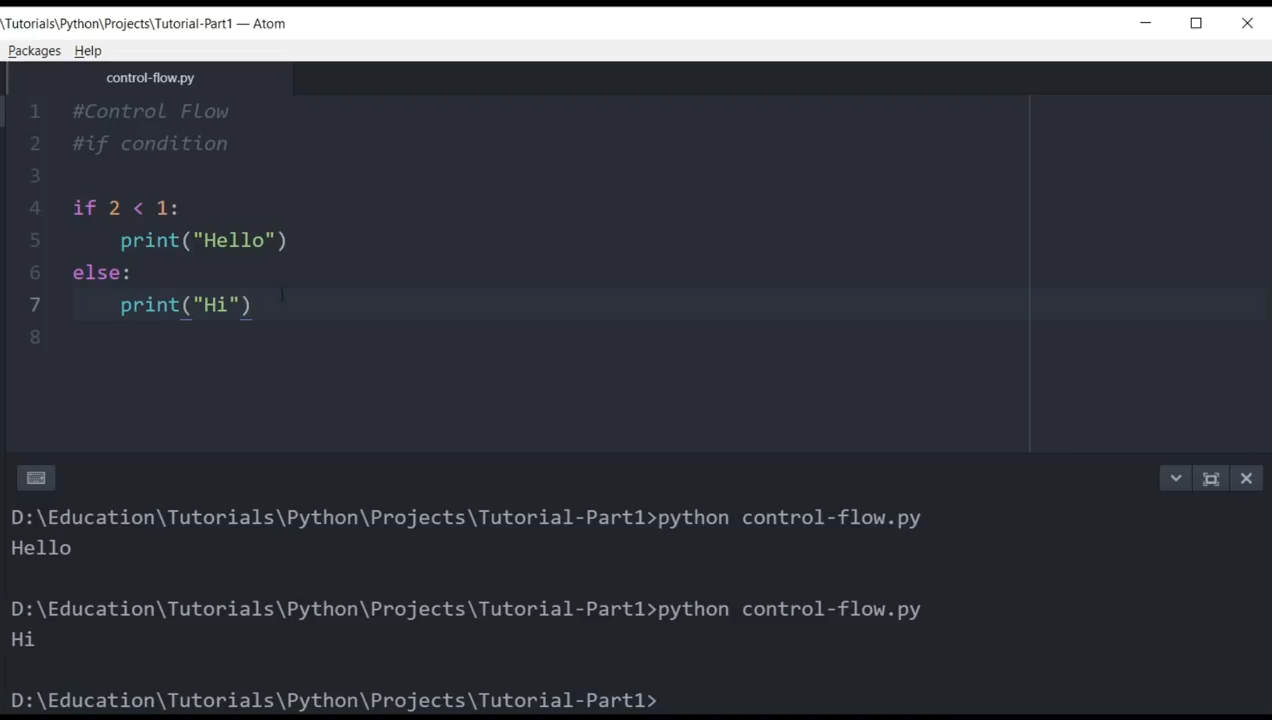 \Tutorials\Python\Projects\Tutorial-Part1 — Atom
Packages Help
control-flow.py
1 #Control Flow
2 #if condition
3
4 if 2 < 1:
5     print("Hello")
6 else:
7     print("Hi")
8
D:\Education\Tutorials\Python\Projects\Tutorial-Part1>python control-flow.py
Hello
D:\Education\Tutorials\Python\Projects\Tutorial-Part1>python control-flow.py
Hi
D:\Education\Tutorials\Python\Projects\Tutorial-Part1>